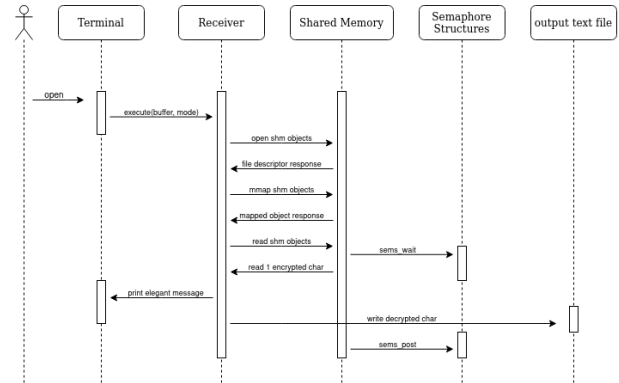 Terminal
Receiver
Shared Memory
Semaphore
Structures
output text file
open
execute(buffer, mode)
open shm objects
file descriptor response
mmap shm objects
mapped object response
read shm objects
sems_wait
read 1 encrypted char
print elegant message
write decrypted char
sems_post